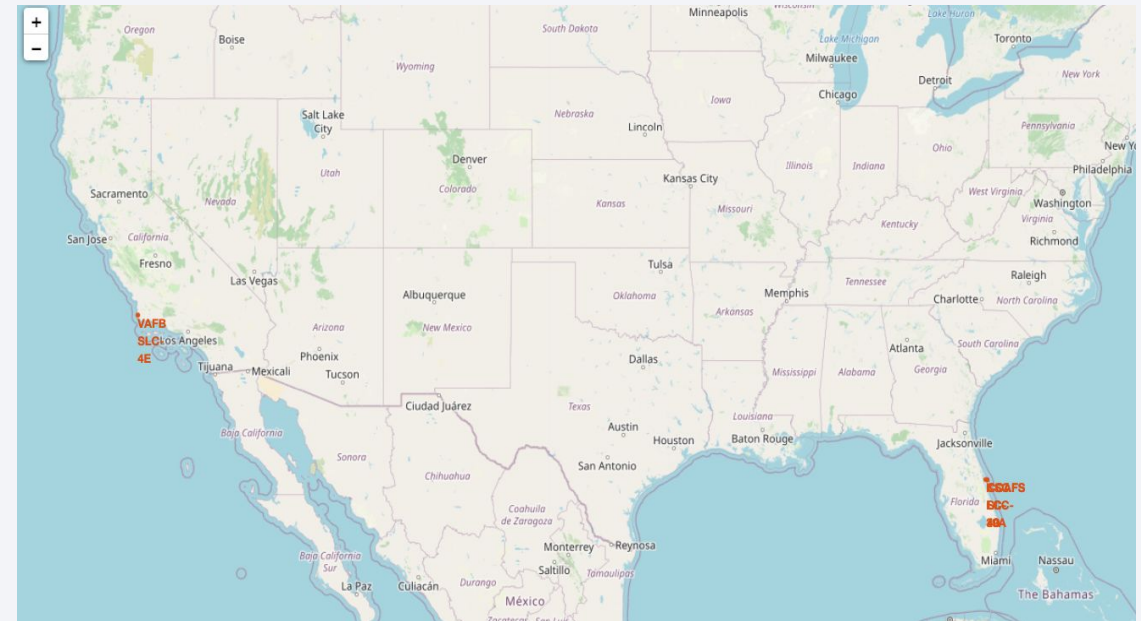 +
−
Oregon
Boise
South Dakota
Minneapolis
Wisconsin
Lake Huron
Toronto
Wyoming
Lake Michigan
Milwaukee
Detroit
New York
Chicago
Iowa
Nebraska
Salt Lake
City
Lincoln
Pennsylvania
Ohio
Denver
Illinois
Indiana
Philadelphia
Utah
Kansas City
Sacramento
Nevada
Colorado
Kansas
Missouri
West Virginia
Washington
Virginia
Kentucky
San Jose
California
Richmond
Fresno
Las Vegas
Tulsa
Raleigh
Albuquerque
Oklahoma
Memphis
Tennessee
Charlotte
North Carolina
Arkansas
VAFB
SLC-
4E
Los Angeles
Arizona
New Mexico
Phoenix
Dallas
Atlanta
South Carolina
Tijuana
Mexicali
Tucson
Mississippi
Alabama
Georgia
Ciudad Juárez
Texas
Louisiana
Austin
Houston
Baton Rouge
Jacksonville
Baja California
Sonora
San Antonio
Chihuahua
Florida
Coahuila
de Zaragoza
Monterrey
Reynosa
Baja California
Sur
Saltillo
Tamaulipas
Miami
Nassau
La Paz
Culiacán
Durango
México
The Bahamas
Zacatecas
San Luis